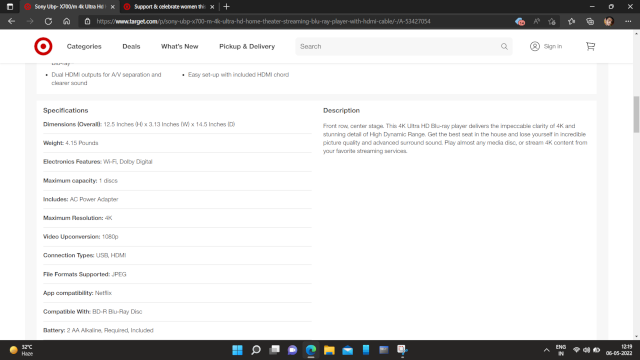 Sony Ubp- X700/m 4k Ultra Hd
Support & celebrate women thi
https://www.target.com/p/sony-ubp-x700-m-4k-ultra-hd-home-theater-streaming-blu-ray-player-with-hdmi-cable/-/A-53427054
Categories
Deals
What's New
Pickup & Delivery
Search
Sign in
Dual HDMI outputs for A/V separation and
clearer sound
Easy set-up with included HDMI chord
Specifications
Dimensions (Overall): 12.5 Inches (H) x 3.13 Inches (W) x 14.5 Inches (D)
Weight: 4.15 Pounds
Electronics Features: Wi-Fi, Dolby Digital
Maximum capacity: 1 discs
Includes: AC Power Adapter
Maximum Resolution: 4K
Video Upconversion: 1080p
Connection Types: USB, HDMI
File Formats Supported: JPEG
App compatibility: Netflix
Compatible With: BD-R Blu-Ray Disc
Battery: 2 AA Alkaline, Required, Included
Description
Front row, center stage. This 4K Ultra HD Blu-ray player delivers the impeccable clarity of 4K and
stunning detail of High Dynamic Range. Get the best seat in the house and lose yourself in incredible
picture quality and advanced surround sound. Play almost any media disc, or stream 4K content from
your favorite streaming services.
32°C
Haze
ENG
IN
12:19
06-05-2022